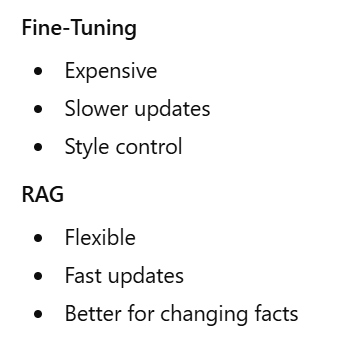 Fine-Tuning
• Expensive
• Slower updates
• Style control
RAG
• Flexible
• Fast updates
• Better for changing facts